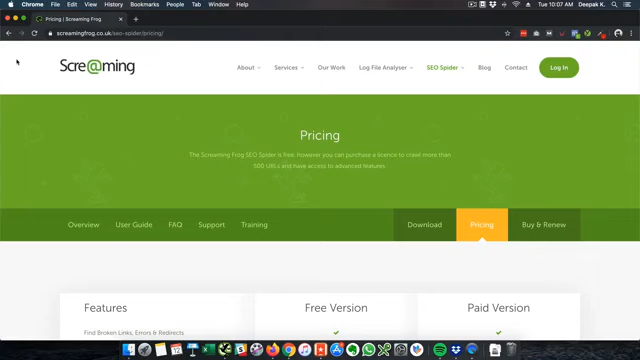 Chrome File Edit View History Bookmarks People Tab Window Help
Tue 10:07 AM Deepak K.
Pricing | Screaming Frog
screamingfrog.co.uk/seo-spider/pricing/
Scre@ming
About Services Our Work Log File Analyser SEO Spider Blog Contact Log In
Pricing
The Screaming Frog SEO Spider is free, however you can purchase a licence to crawl more than
500 URLs and have access to advanced features
Overview User Guide FAQ Support Training Download Pricing Buy & Renew
Features Free Version Paid Version
Find Broken Links, Errors & Redirects